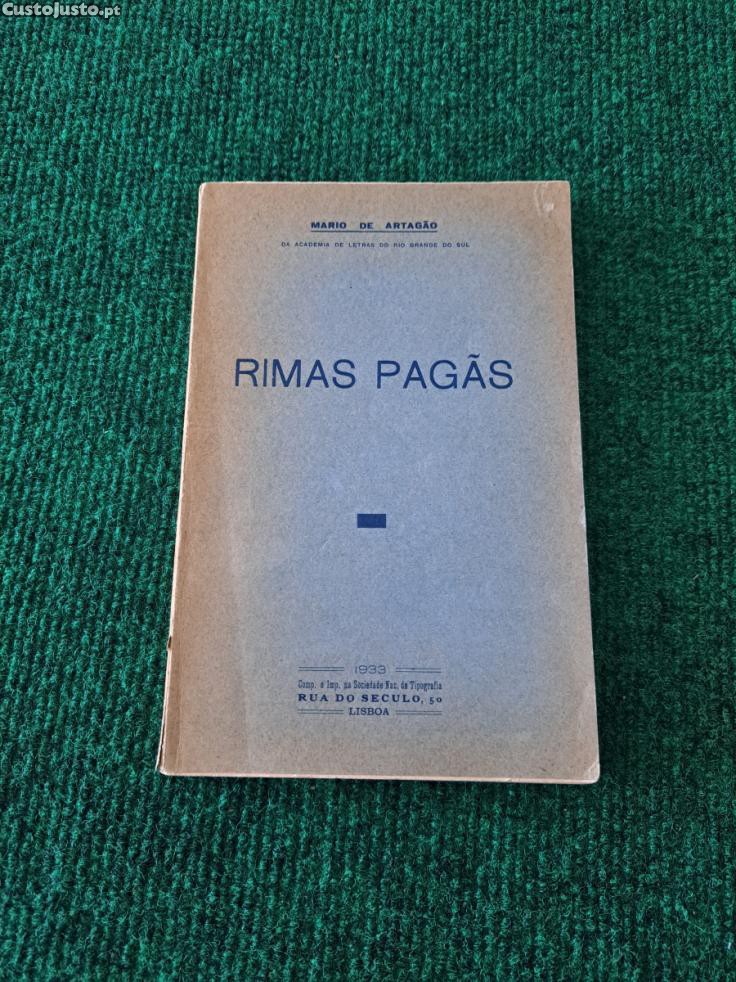 CustoJusto.pt
MARIO DE ARTAGÃO
DA ACADEMIA DE LETRAS DO RIO GRANDE DO SUL
RIMAS PAGÃS
1933
Comp. e Imp. na Sociedade Nac. de Tipografia
RUA DO SECULO, 50
LISBOA